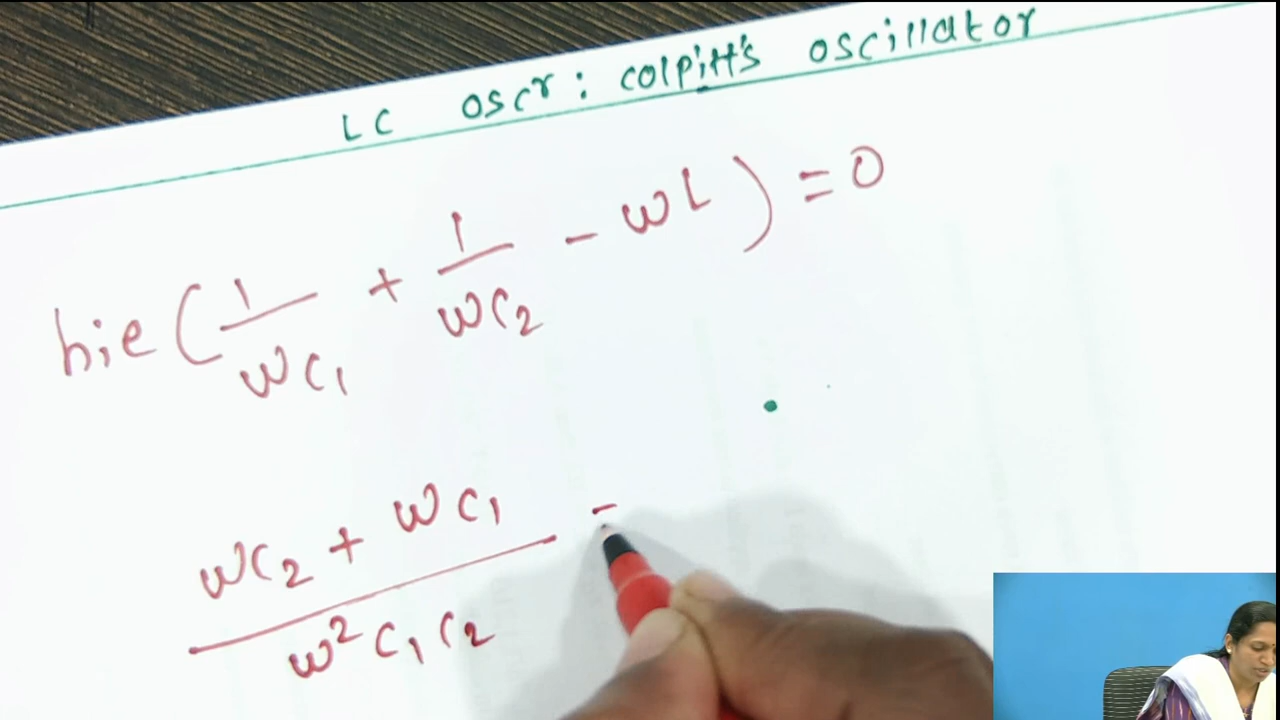 LC oscr : colpitt's oscillator
hie ( 1/ωC1 + 1/ωC2 - ωL ) = 0
ωC2 + ωC1 / ω²C1C2 =